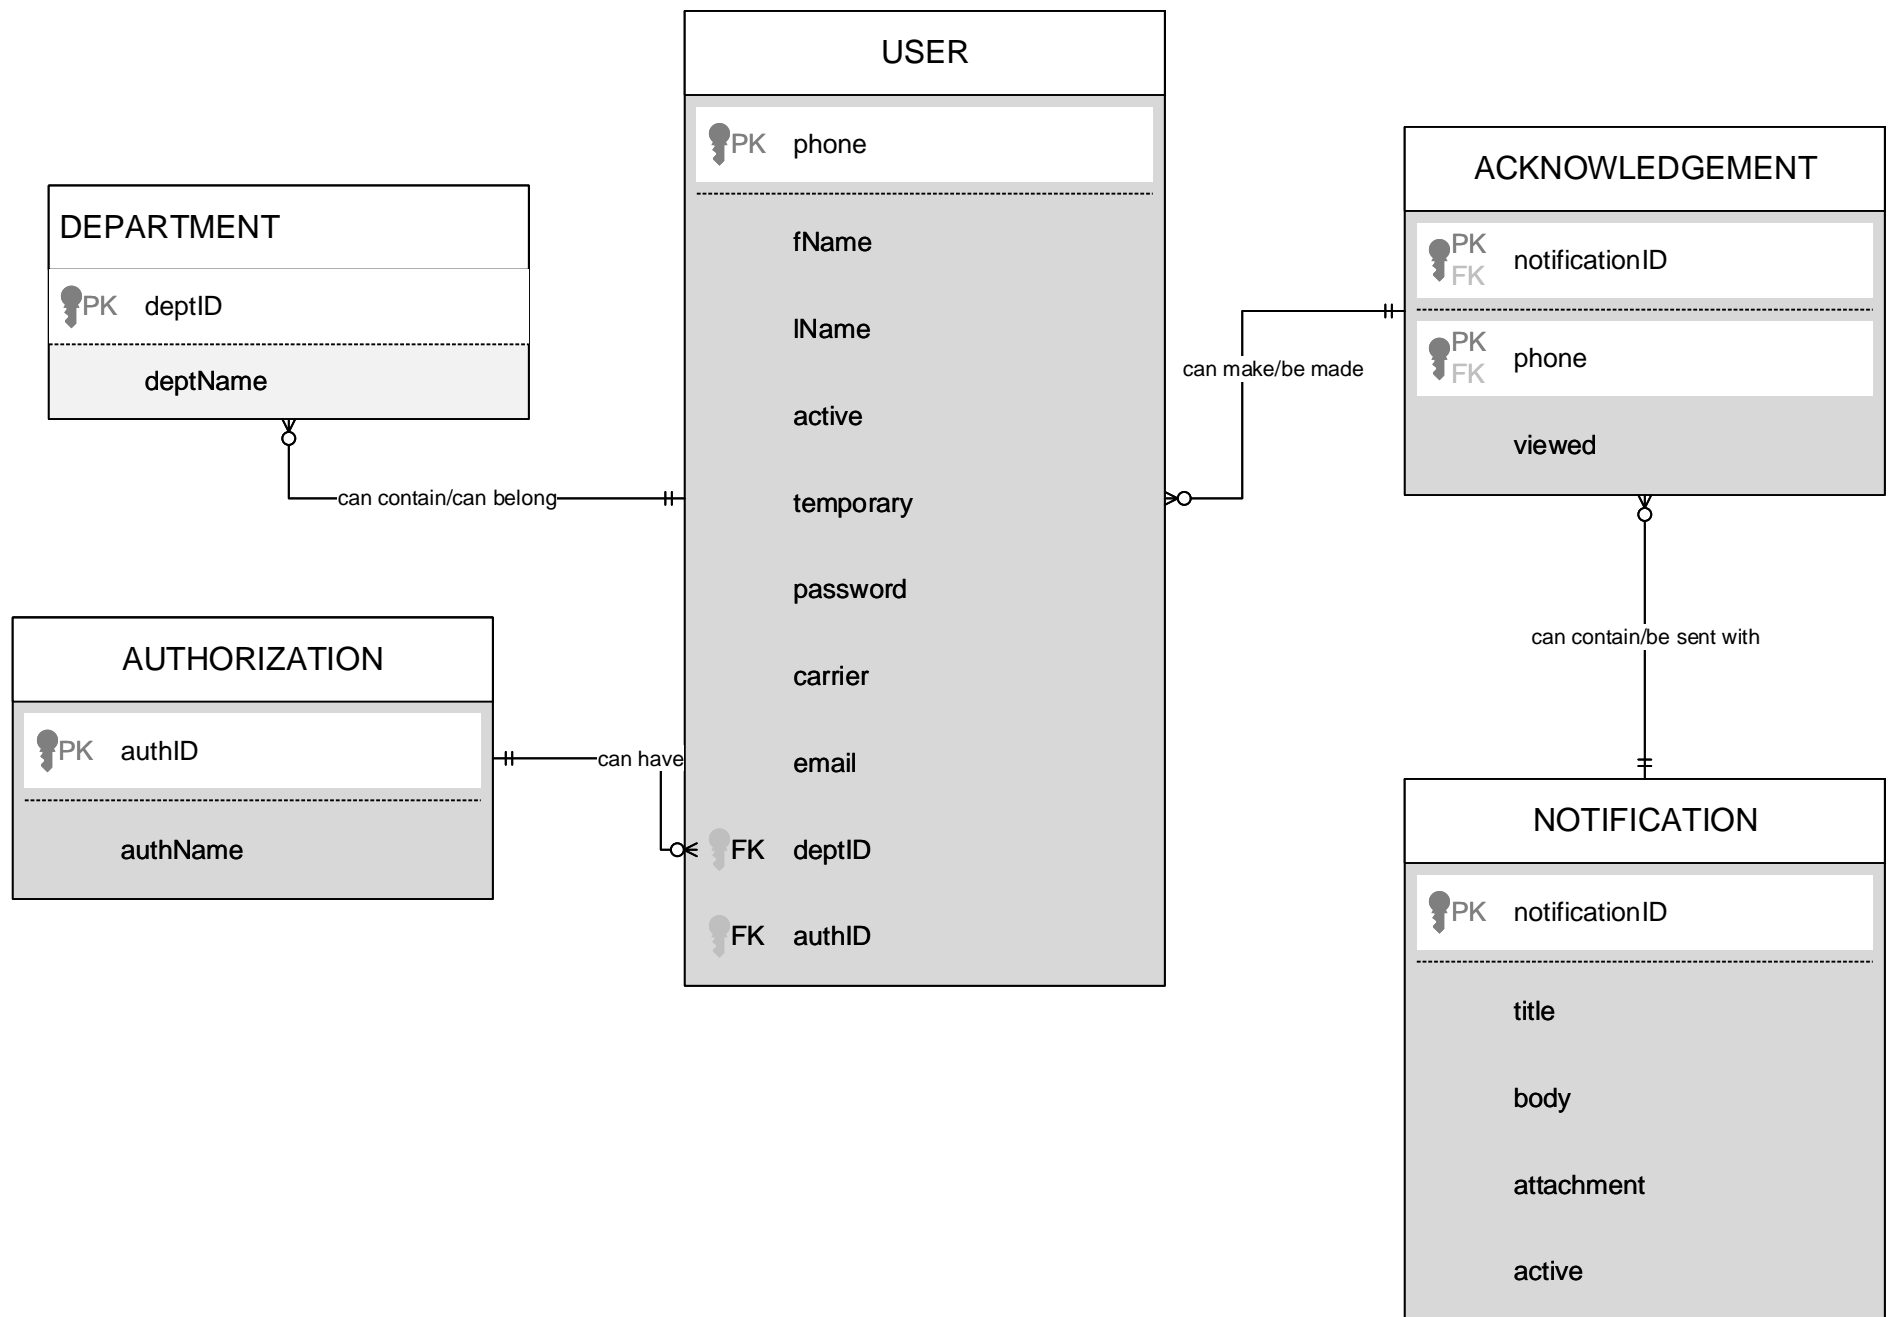 USER
PK phone
fName
lName
active
temporary
password
carrier
email
FK deptID
FK authID
DEPARTMENT
PK deptID
deptName
can contain/can belong
AUTHORIZATION
PK authID
authName
can have
ACKNOWLEDGEMENT
PK
FK
notificationID
PK
FK
phone
viewed
can make/be made
can contain/be sent with
NOTIFICATION
PK notificationID
title
body
attachment
active